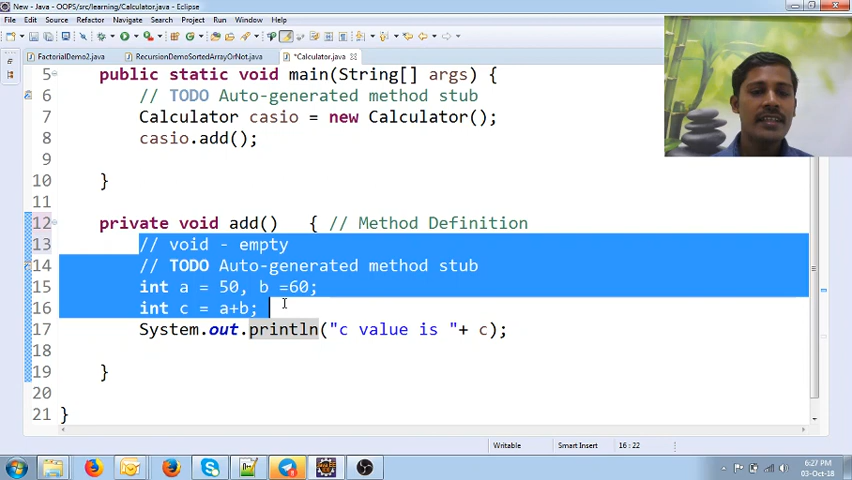 New - Java - OOPS/src/learning/Calculator.java - Eclipse
File Edit Source Refactor Navigate Search Project Run Window Help
FactorialDemo2.java RecursionDemoSortedArrayOrNot.java *Calculator.java
5 public static void main(String[] args) {
6 // TODO Auto-generated method stub
7 Calculator casio = new Calculator();
8 casio.add();
9
10 }
11
12 private void add() { // Method Definition
13 // void - empty
14 // TODO Auto-generated method stub
15 int a = 50, b =60;
16 int c = a+b;
17 System.out.println("c value is "+ c);
18
19 }
20
21 }
Writable Smart Insert 16 : 22
6:27 PM
03-Oct-18